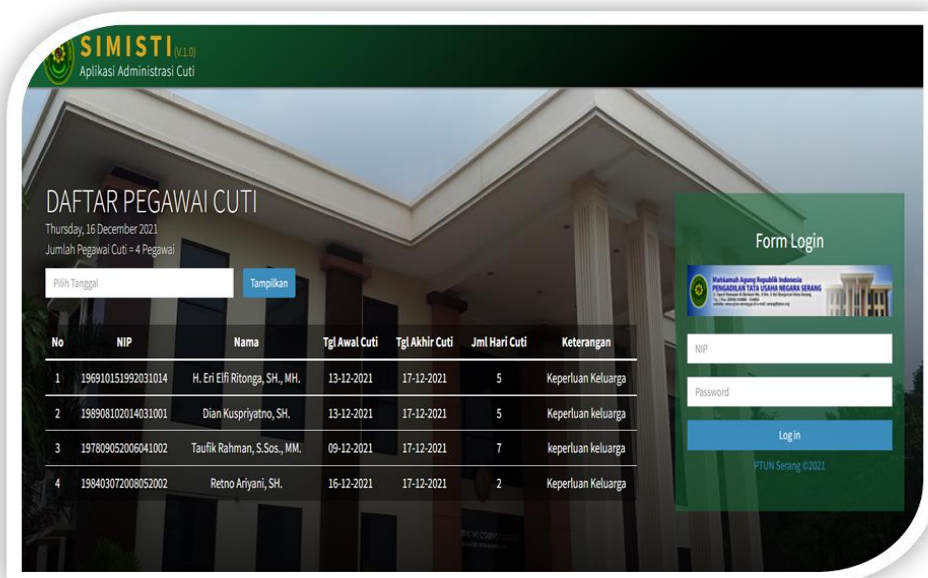 SIMISTI (V.1.0)
Aplikasi Administrasi Cuti
DAFTAR PEGAWAI CUTI
Thursday, 16 December 2021
Jumlah Pegawai Cuti = 4 Pegawai
Pilih Tanggal
Tampilkan
No NIP Nama Tgl Awal Cuti Tgl Akhir Cuti Jml Hari Cuti Keterangan
1 196910151992031014 H. Eri Elfi Ritonga, SH., MH. 13-12-2021 17-12-2021 5 Keperluan Keluarga
2 198908102014031001 Dian Kuspriyatno, SH. 13-12-2021 17-12-2021 5 Keperluan keluarga
3 197809052006041002 Taufik Rahman, S.Sos., MM. 09-12-2021 17-12-2021 7 keperluan keluarga
4 198403072008052002 Retno Ariyani, SH. 16-12-2021 17-12-2021 2 Keperluan Keluarga
Form Login
Mahkamah Agung Republik Indonesia
PENGADILAN TATA USAHA NEGARA SERANG
NIP
Password
Log in
PTUN Serang ©2021